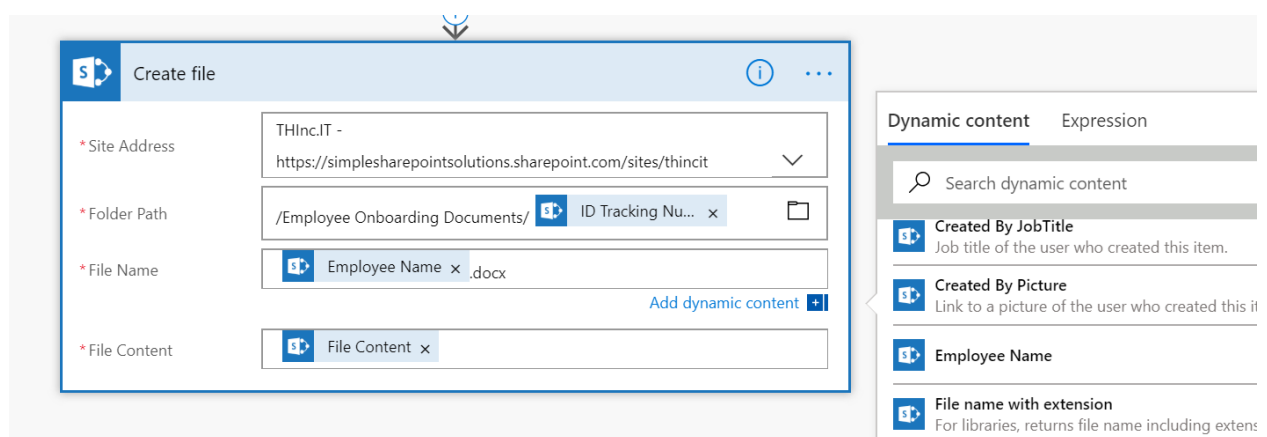 Create file
* Site Address
THInc.IT -
https://simplesharepointsolutions.sharepoint.com/sites/thincit
* Folder Path
/Employee Onboarding Documents/ ID Tracking Nu... ×
* File Name
Employee Name × .docx
Add dynamic content
* File Content
File Content ×
Dynamic content Expression
Search dynamic content
Created By JobTitle
Job title of the user who created this item.
Created By Picture
Link to a picture of the user who created this
Employee Name
File name with extension
For libraries, returns file name including